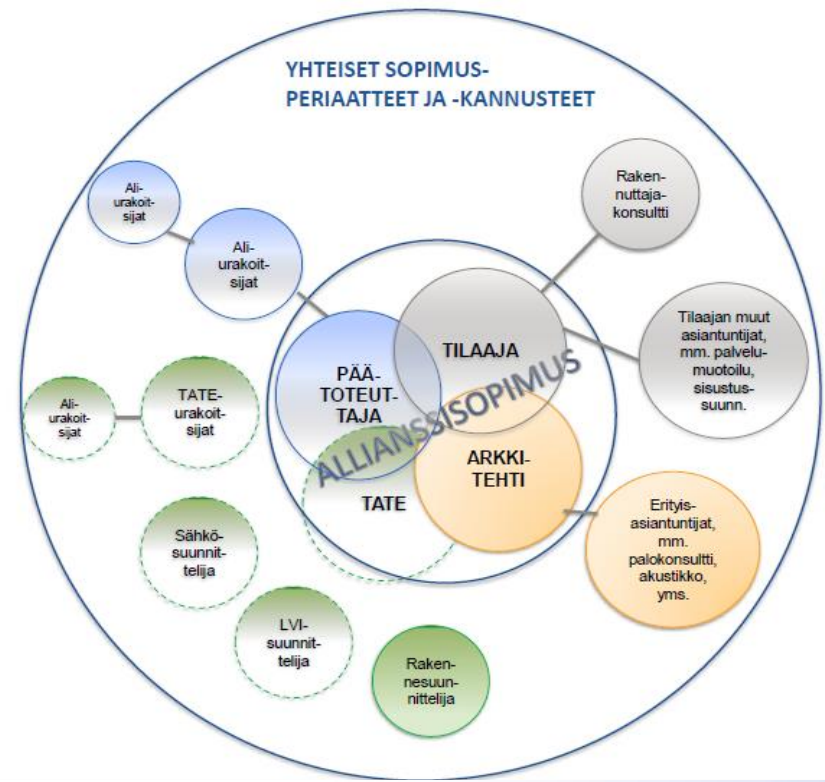 YHTEISET SOPIMUS-
PERIAATTEET JA -KANNUSTEET
Ali-
urakoit-
sijat
Ali-
urakoit-
sijat
Raken-
nuttaja-
konsultti
Tilaajan muut
asiantuntijat,
mm. palvelu-
muotoilu,
sisustus-
suunn.
TILAAJA
PÄÄ-
TOTEUT-
TAJA
ALLIANSSISOPIMUS
ARKKI-
TEHTI
TATE
Ali-
urakoit-
sijat
TATE-
urakoit-
sijat
Sähkö-
suunnit-
telija
LVI-
suunnit-
telija
Raken-
nesuun-
nittelija
Erityis-
asiantuntijat,
mm.
palokonsultti,
akustikko,
yms.